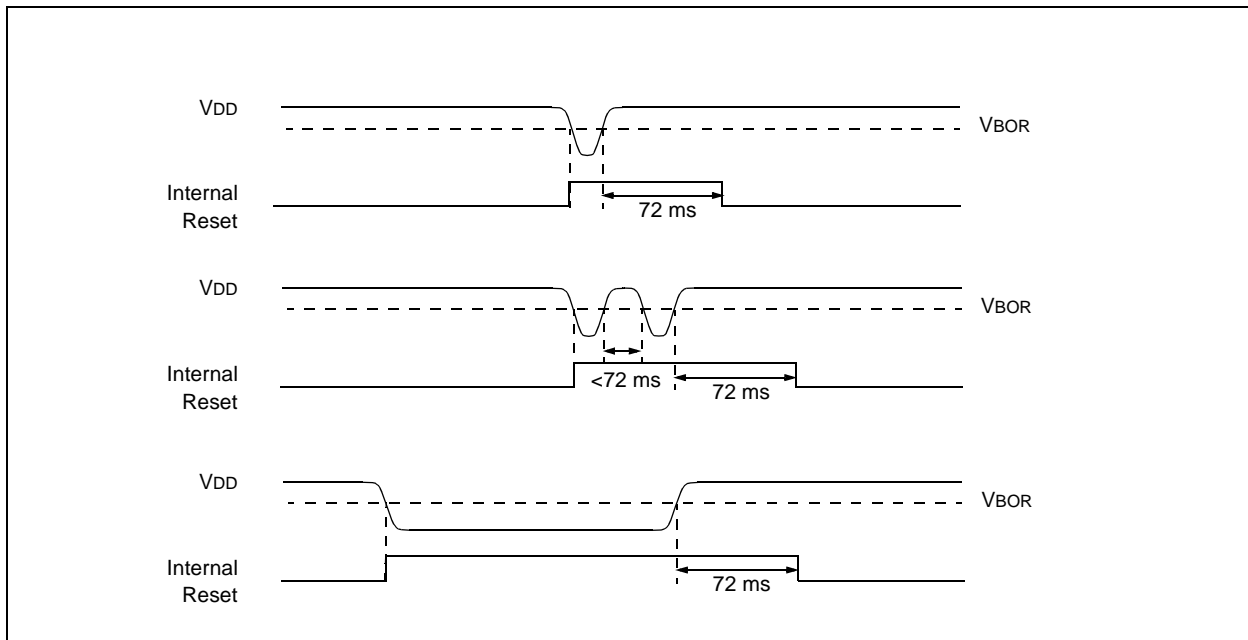 VDD
VBOR
Internal
Reset
72 ms
VDD
VBOR
Internal
Reset
<72 ms
72 ms
VDD
VBOR
Internal
Reset
72 ms